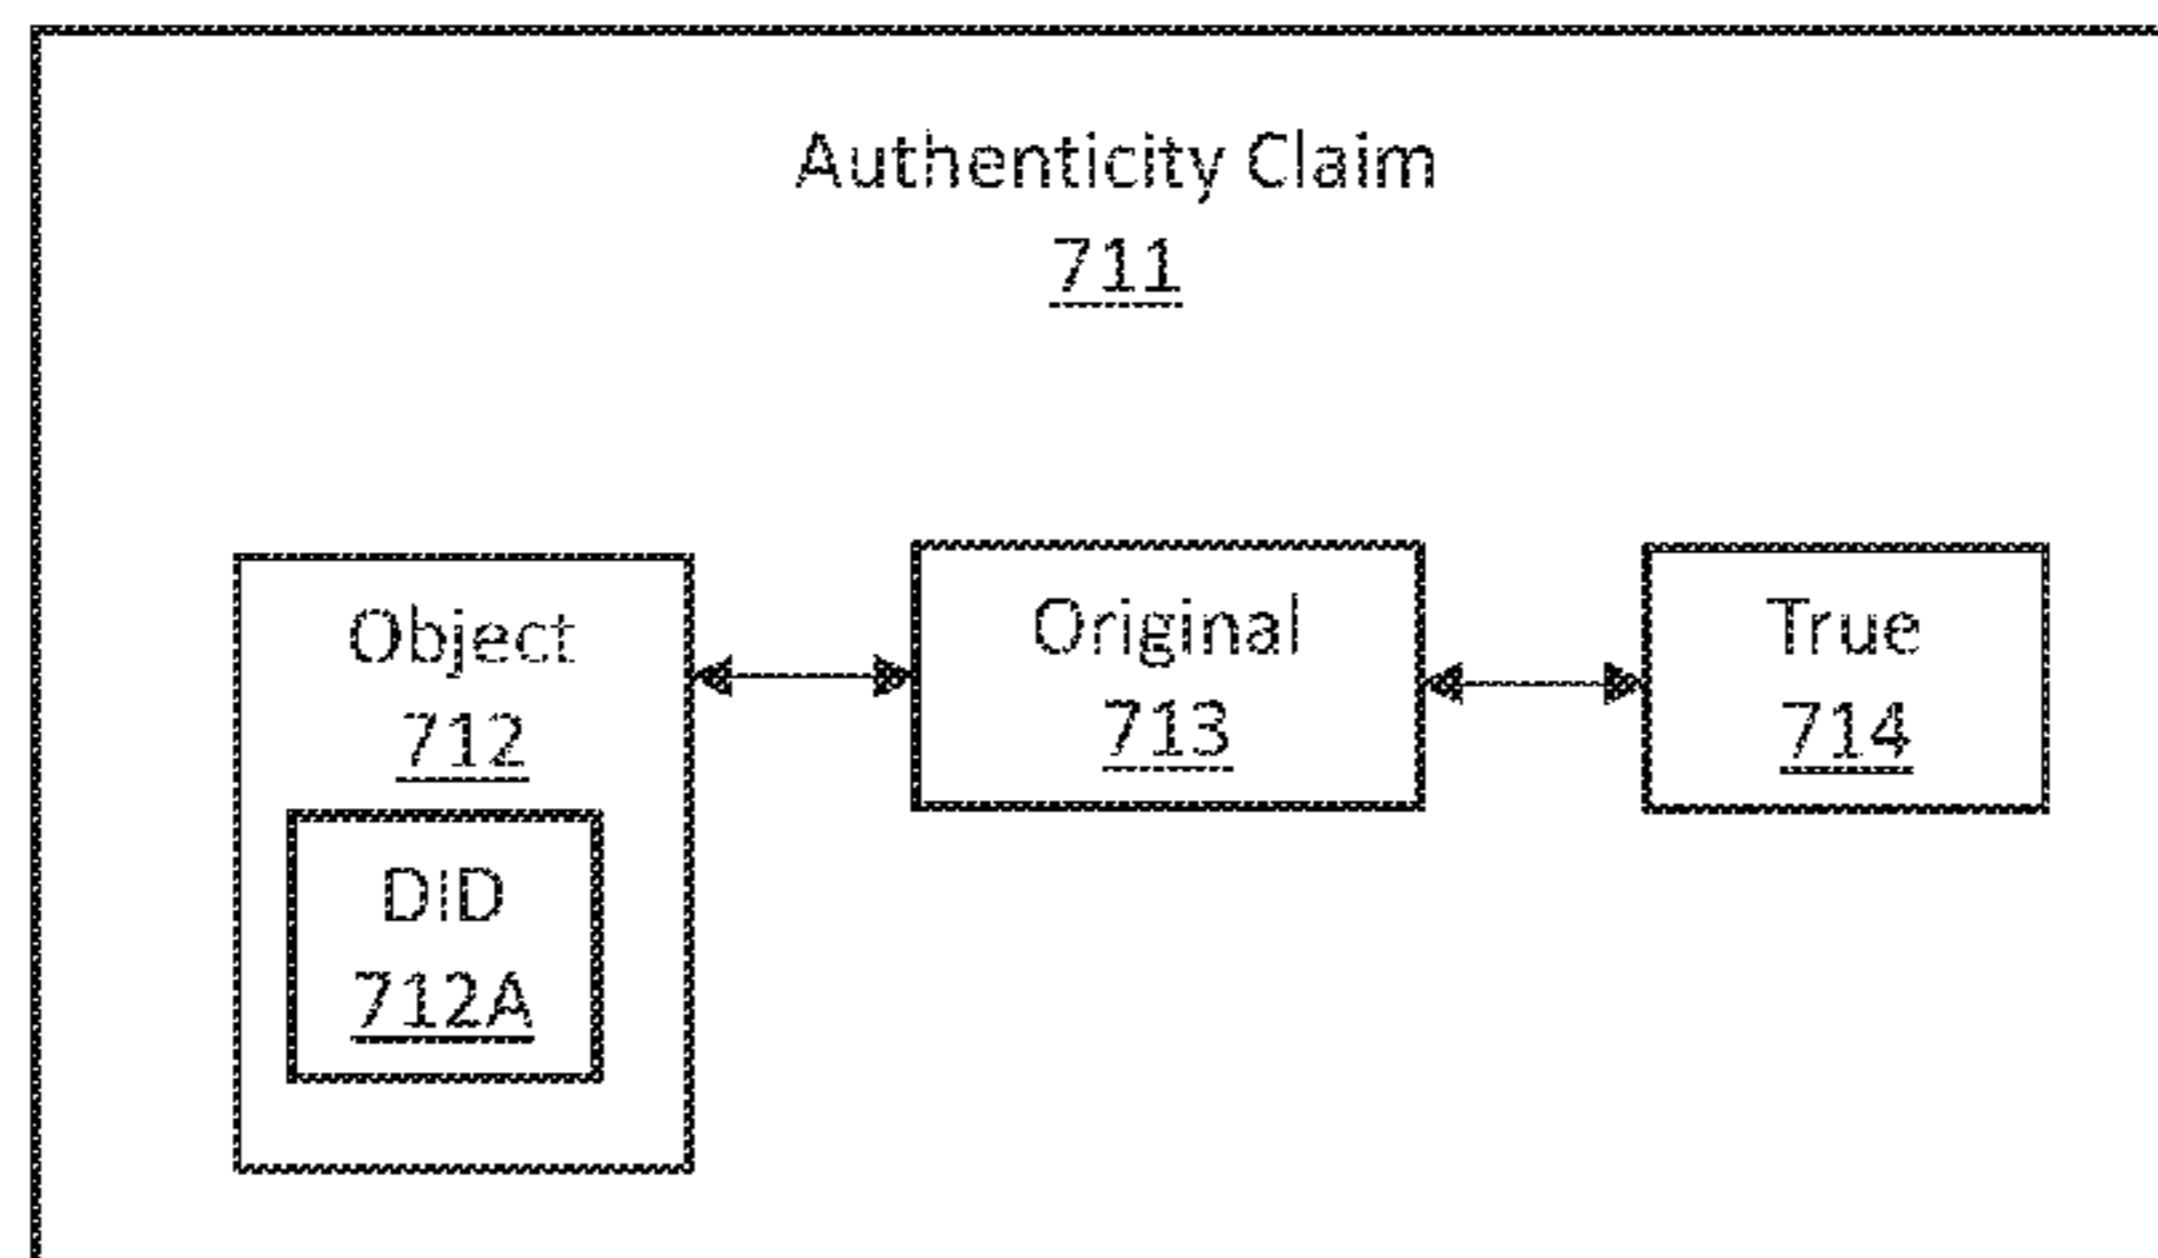 Authenticity Claim
711
Object
712
DID
712A
Original
713
True
714